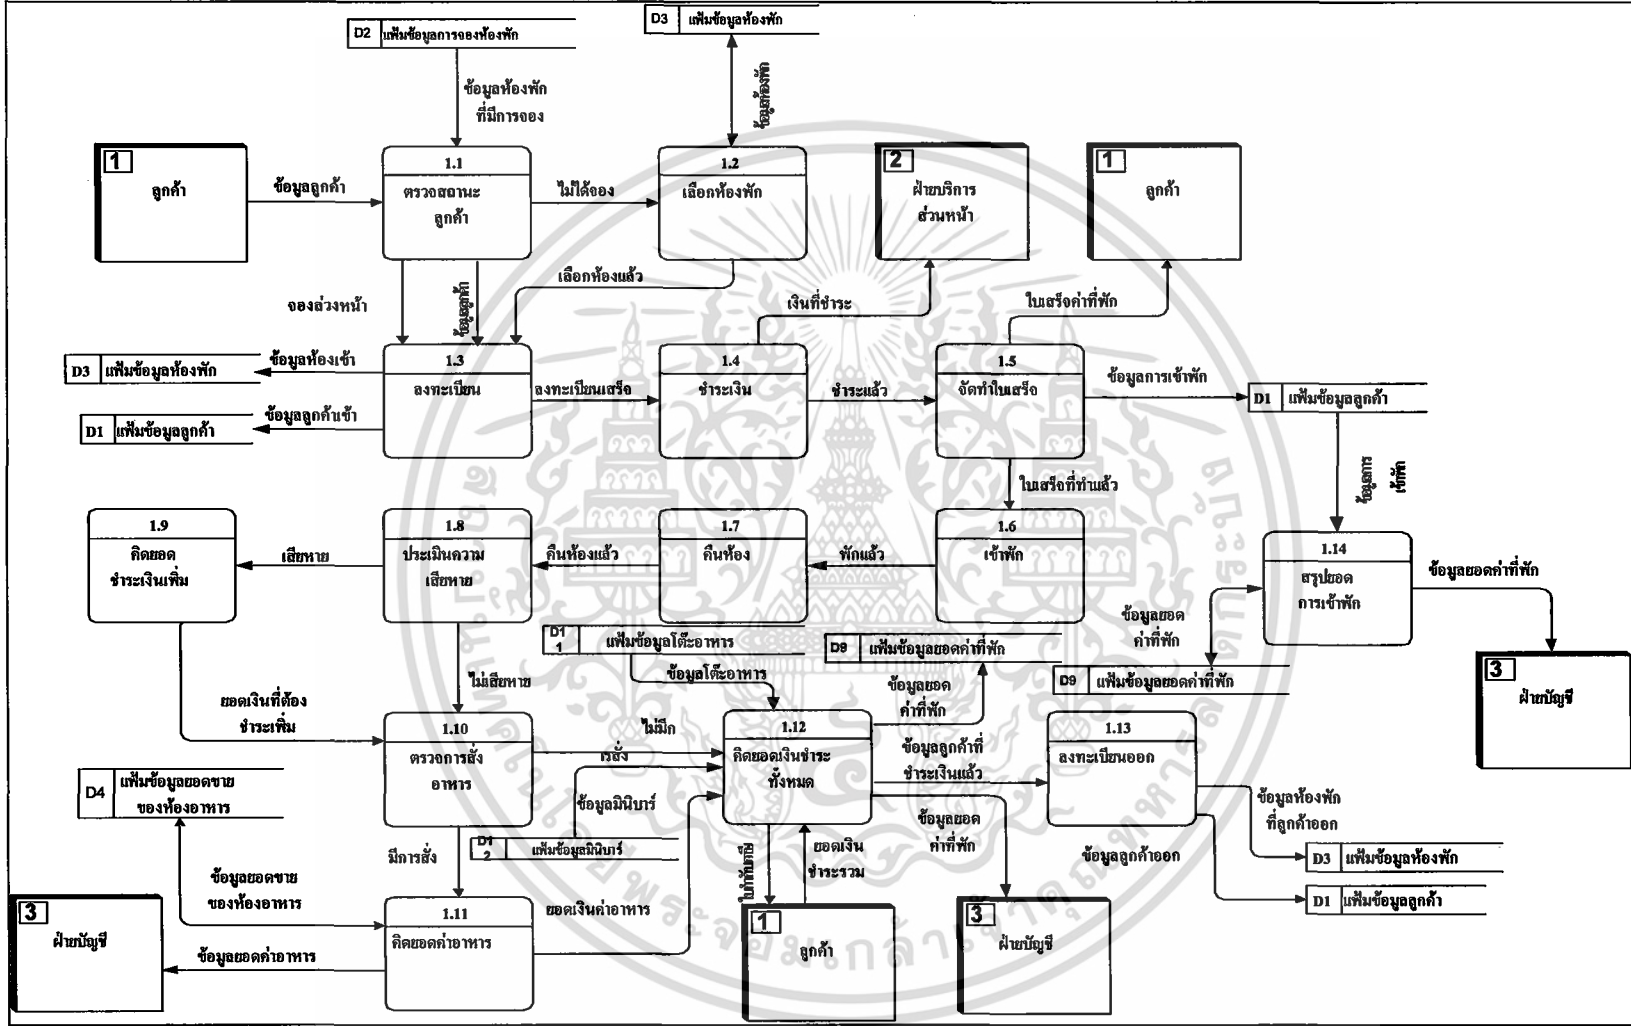 D2 แฟ้มข้อมูลการจองห้องพัก
D3 แฟ้มข้อมูลห้องพัก
ข้อมูลห้องพัก
ที่มีการจอง
ข้อมูลห้องพัก
1
ลูกค้า
ข้อมูลลูกค้า
1.1
ตรวจสถานะ
ลูกค้า
ไม่ได้จอง
1.2
เลือกห้องพัก
2
ฝ่ายบริการ
ส่วนหน้า
1
ลูกค้า
จองล่วงหน้า
ข้อมูลลูกค้า
เลือกห้องแล้ว
เงินที่ชำระ
ใบเสร็จค่าที่พัก
D3 แฟ้มข้อมูลห้องพัก
ข้อมูลห้องเข้า
D1 แฟ้มข้อมูลลูกค้า
ข้อมูลลูกค้าเข้า
1.3
ลงทะเบียน
ลงทะเบียนเสร็จ
1.4
ชำระเงิน
ชำระแล้ว
1.5
จัดทำใบเสร็จ
ข้อมูลการเข้าพัก
D1 แฟ้มข้อมูลลูกค้า
ใบเสร็จที่ทำแล้ว
ข้อมูลการ
เข้าพัก
1.9
คิดยอด
ชำระเงินเพิ่ม
เสียหาย
1.8
ประเมินความ
เสียหาย
คืนห้องแล้ว
1.7
คืนห้อง
พักแล้ว
1.6
เข้าพัก
1.14
สรุปยอด
การเข้าพัก
ข้อมูลยอดค่าที่พัก
ข้อมูลยอด
ค่าที่พัก
D1
1 แฟ้มข้อมูลโต๊ะอาหาร
D9 แฟ้มข้อมูลยอดค่าที่พัก
D9 แฟ้มข้อมูลยอดค่าที่พัก
3
ฝ่ายบัญชี
ยอดเงินที่ต้อง
ชำระเพิ่ม
ไม่เสียหาย
ข้อมูลโต๊ะอาหาร
ข้อมูลยอด
ค่าที่พัก
1.10
ตรวจการสั่ง
อาหาร
ไม่มีก
เรสั่ง
1.12
คิดยอดเงินชำระ
ทั้งหมด
ข้อมูลลูกค้าที่
ชำระเงินแล้ว
1.13
ลงทะเบียนออก
D4 แฟ้มข้อมูลยอดขาย
ของห้องอาหาร
ข้อมูลมินิบาร์
D1
2 แฟ้มข้อมูลมินิบาร์
มีการสั่ง
ข้อมูลยอด
ค่าที่พัก
ยอดเงิน
ชำระรวม
ใบกำกับภาษี
ข้อมูลห้องพัก
ที่ลูกค้าออก
ข้อมูลลูกค้าออก
D3 แฟ้มข้อมูลห้องพัก
D1 แฟ้มข้อมูลลูกค้า
ข้อมูลยอดขาย
ของห้องอาหาร
3
ฝ่ายบัญชี
ข้อมูลยอดค่าอาหาร
1.11
คิดยอดค่าอาหาร
ยอดเงินค่าอาหาร
1
ลูกค้า
3
ฝ่ายบัญชี